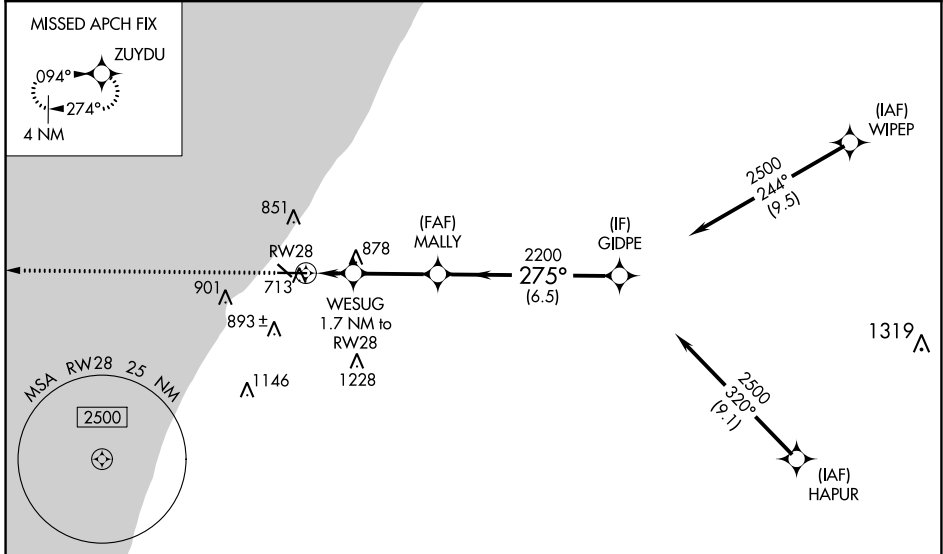 MISSED APCH FIX
ZUYDU
094°
274°
4 NM
(IAF)
WIPEP
2500
244°
(9.5)
851
(FAF)
MALLY
(IF)
GIDPE
RW28
878
2200
275°
(6.5)
713
901
WESUG
1.7 NM to
RW28
893±
1319
1228
1146
2500
320°
(9.1)
MSA RW28 25 NM
2500
(IAF)
HAPUR